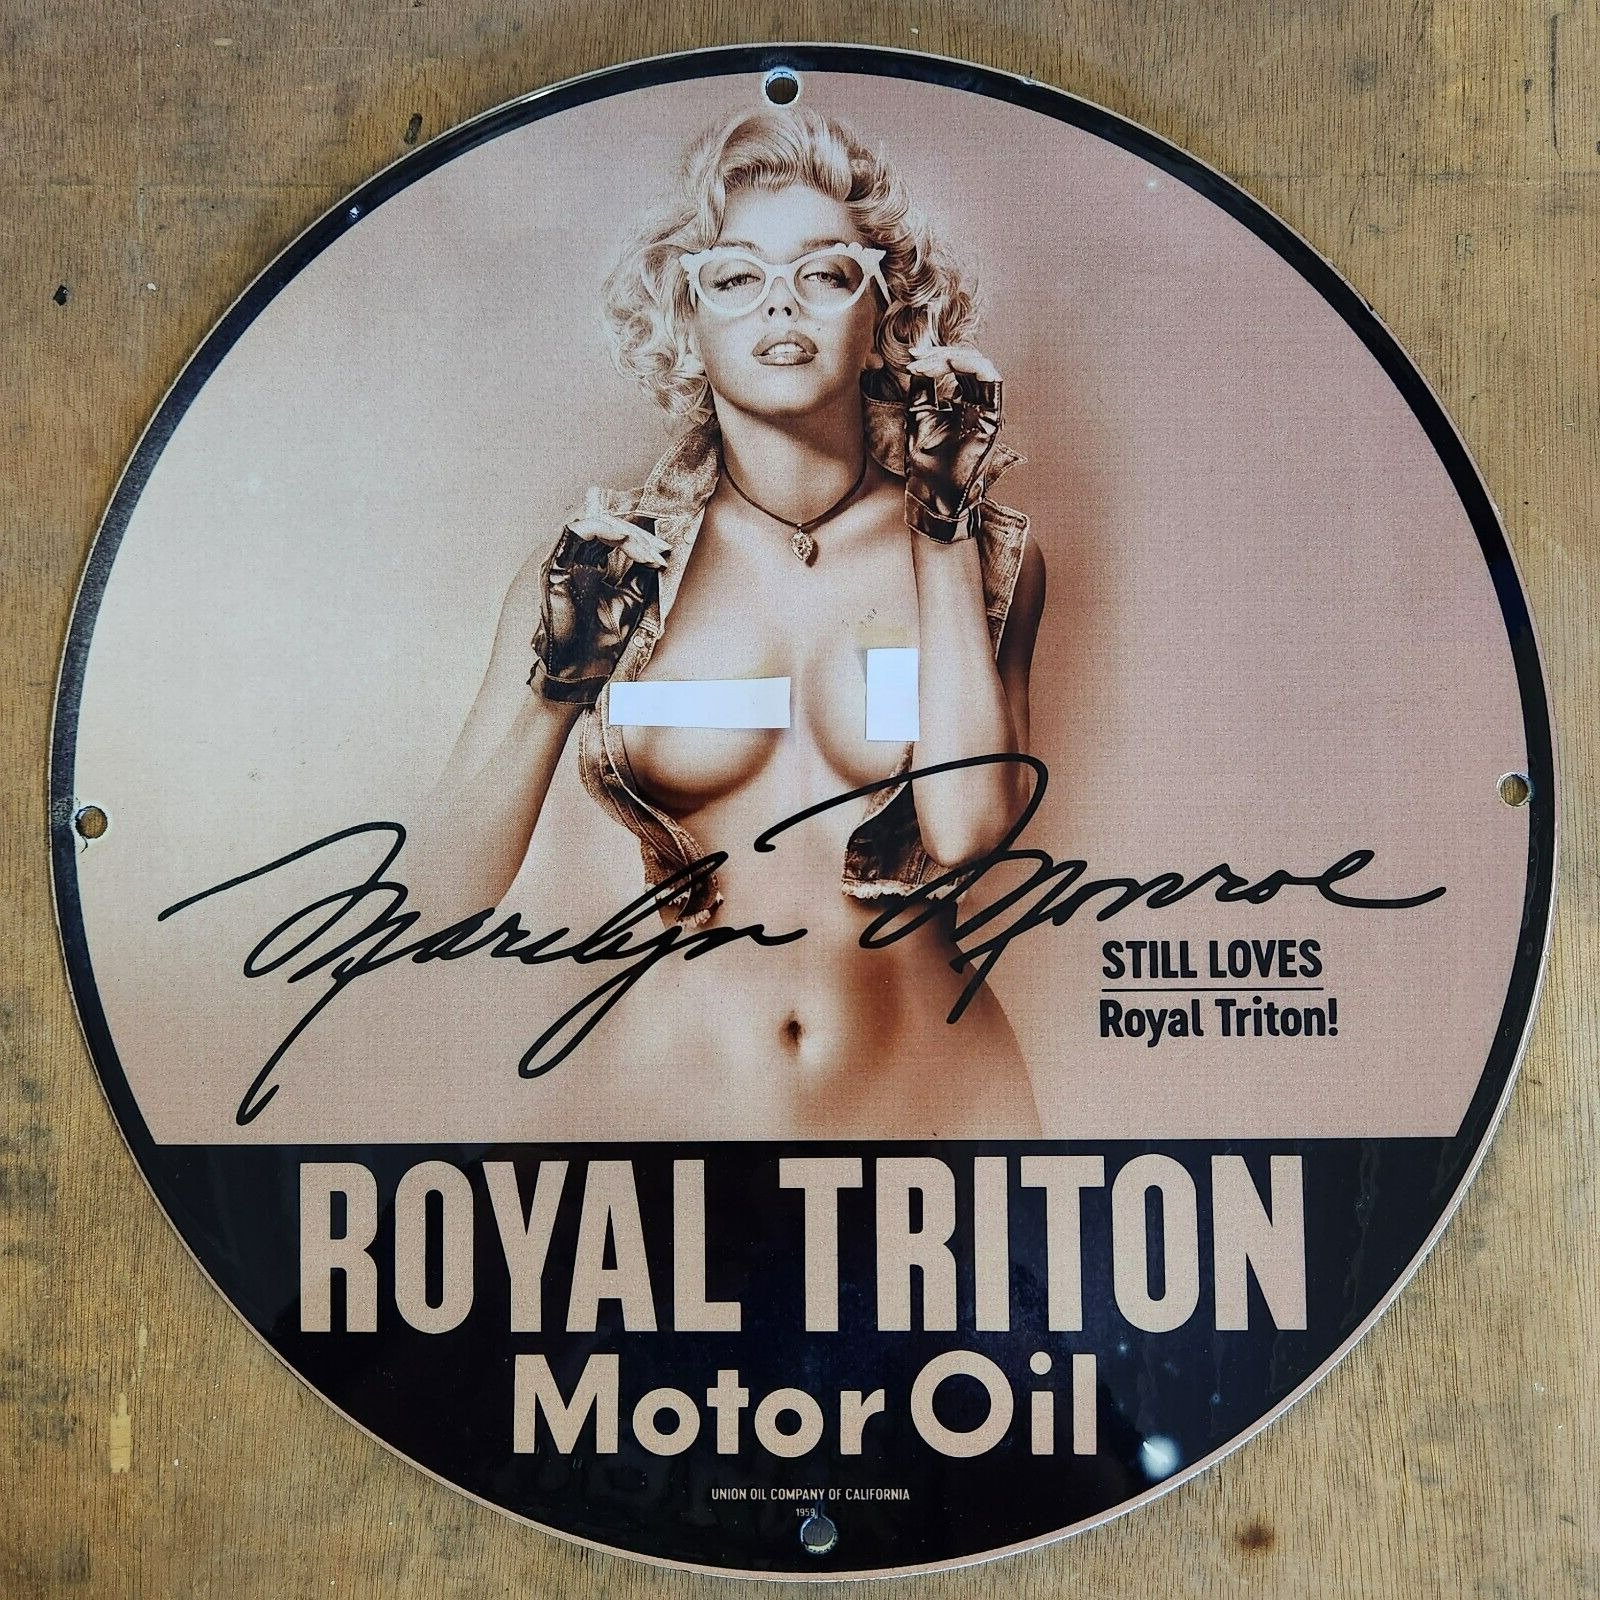 Marilyn Monroe
STILL LOVES
Royal Triton!
ROYAL TRITON
Motor Oil
UNION OIL COMPANY OF CALIFORNIA
1959